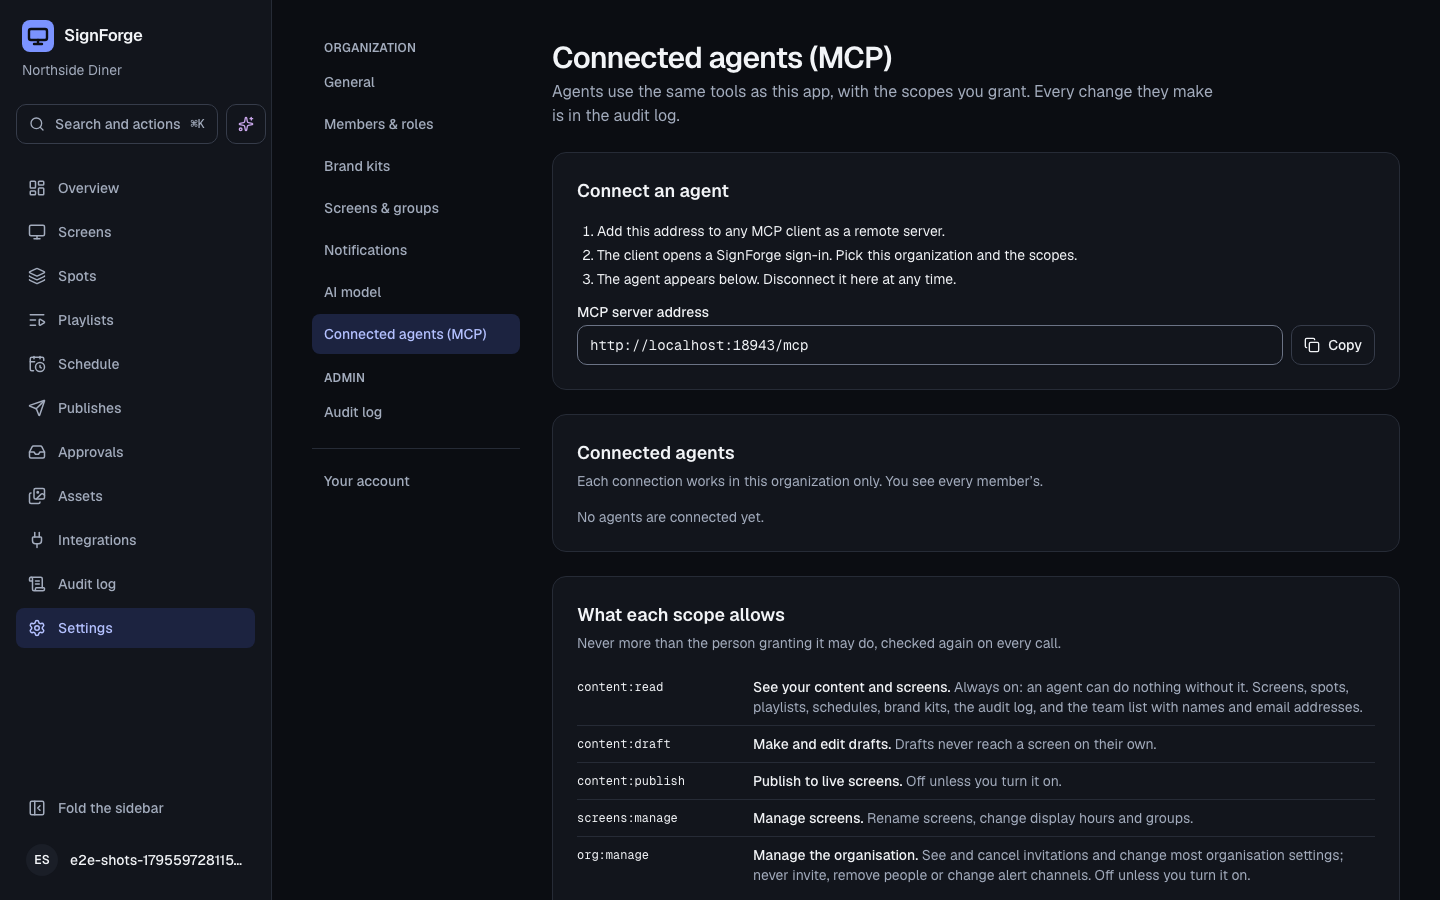 SignForge
Northside Diner
Search and actions ⌘K
Overview
Screens
Spots
Playlists
Schedule
Publishes
Approvals
Assets
Integrations
Audit log
Settings
Fold the sidebar
ES e2e-shots-179559728115...
ORGANIZATION
General
Members & roles
Brand kits
Screens & groups
Notifications
AI model
Connected agents (MCP)
ADMIN
Audit log
Your account
Connected agents (MCP)
Agents use the same tools as this app, with the scopes you grant. Every change they make
is in the audit log.
Connect an agent
1. Add this address to any MCP client as a remote server.
2. The client opens a SignForge sign-in. Pick this organization and the scopes.
3. The agent appears below. Disconnect it here at any time.
MCP server address
http://localhost:18943/mcp Copy
Connected agents
Each connection works in this organization only. You see every member's.
No agents are connected yet.
What each scope allows
Never more than the person granting it may do, checked again on every call.
content:read See your content and screens. Always on: an agent can do nothing without it. Screens, spots,
playlists, schedules, brand kits, the audit log, and the team list with names and email addresses.
content:draft Make and edit drafts. Drafts never reach a screen on their own.
content:publish Publish to live screens. Off unless you turn it on.
screens:manage Manage screens. Rename screens, change display hours and groups.
org:manage Manage the organisation. See and cancel invitations and change most organisation settings;
never invite, remove people or change alert channels. Off unless you turn it on.